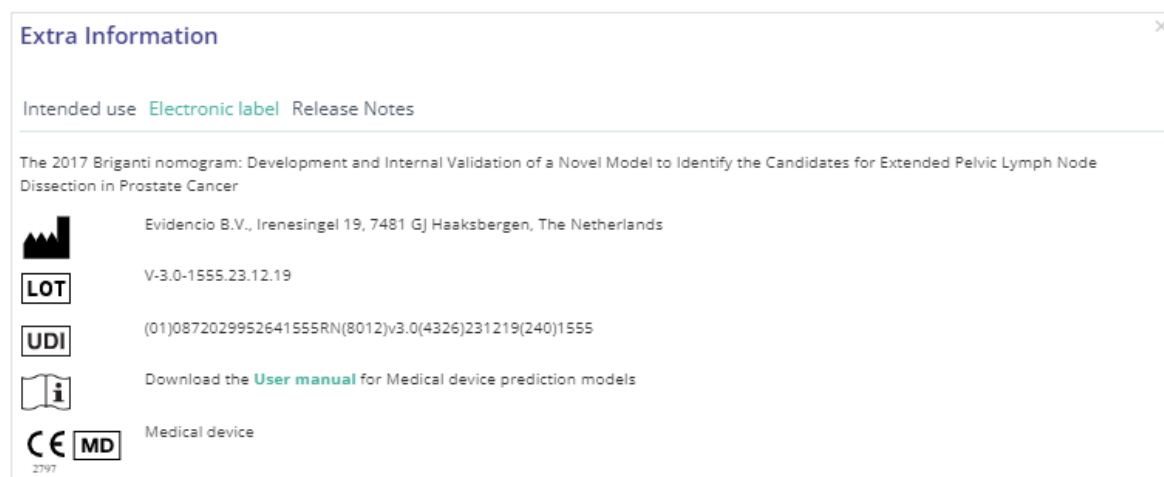 Extra Information
Intended use Electronic label Release Notes
The 2017 Briganti nomogram: Development and Internal Validation of a Novel Model to Identify the Candidates for Extended Pelvic Lymph Node
Dissection in Prostate Cancer
Evidencio B.V., Irenesingel 19, 7481 GJ Haaksbergen, The Netherlands
LOT V-3.0-1555.23.12.19
UDI (01)0872029952641555RN(8012)v3.0(4326)231219(240)1555
i Download the User manual for Medical device prediction models
CE MD Medical device
2797